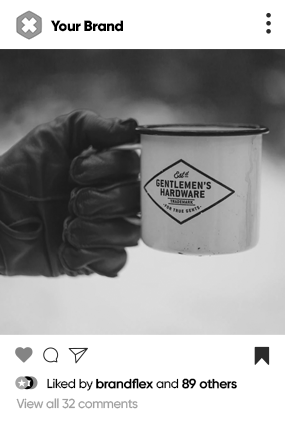 Your Brand
Est'd
GENTLEMEN'S
HARDWARE
TRADEMARK
· FOR TRUE GENTS ·
Liked by brandflex and 89 others
View all 32 comments